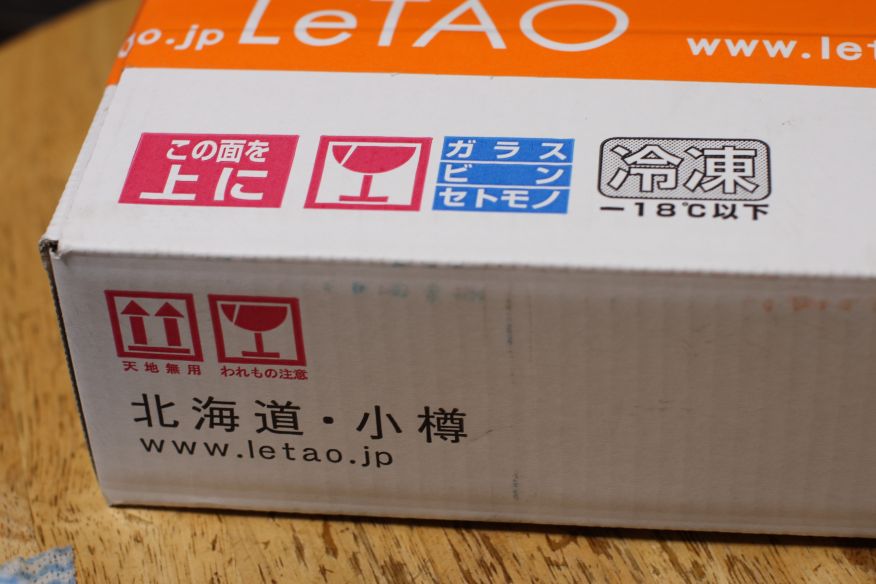 go.jp LeTAO www.let
この面を
上に
ガラス
ビン
セトモノ
冷凍
-18℃以下
天地無用 われもの注意
北海道・小樽
www.letao.jp